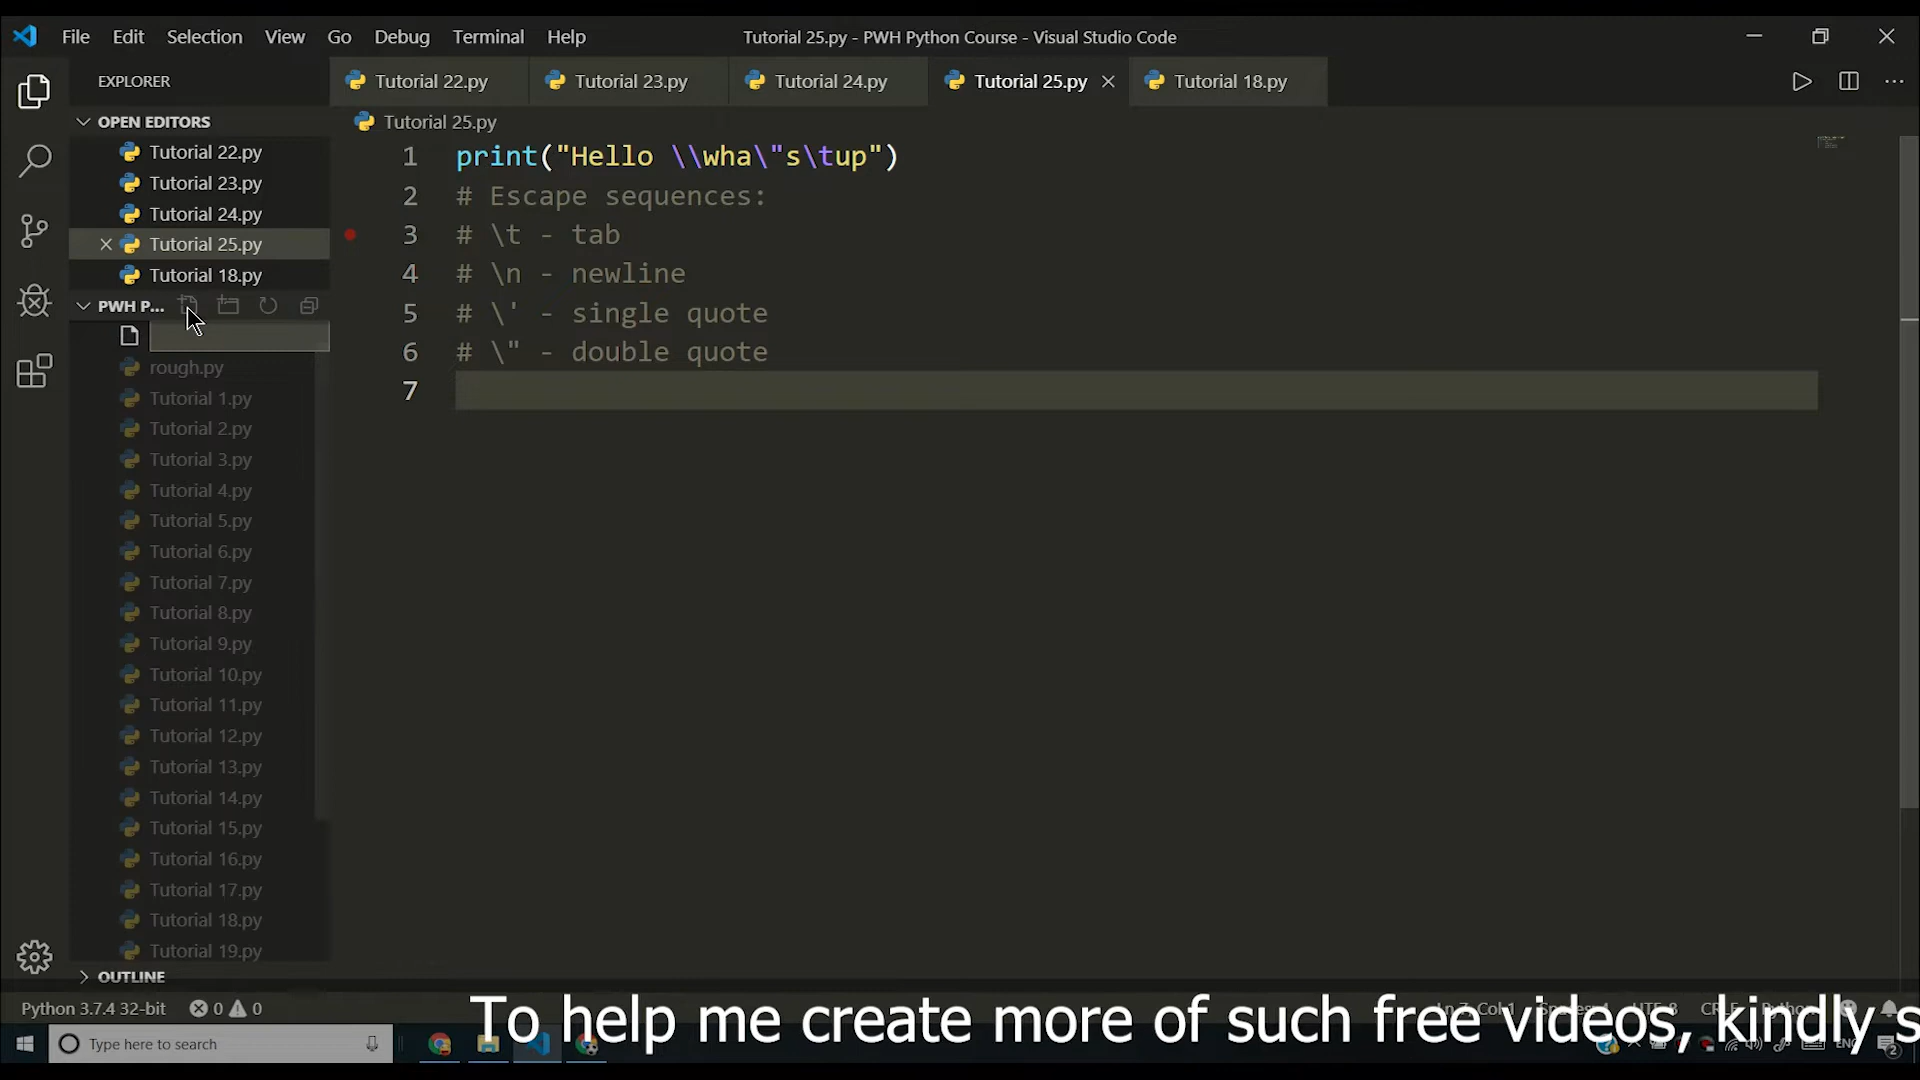 File Edit Selection View Go Debug Terminal Help
Tutorial 25.py - PWH Python Course - Visual Studio Code
EXPLORER
Tutorial 22.py
Tutorial 23.py
Tutorial 24.py
Tutorial 25.py
Tutorial 18.py
OPEN EDITORS
Tutorial 22.py
Tutorial 23.py
Tutorial 24.py
Tutorial 25.py
Tutorial 18.py
PWH P...
rough.py
Tutorial 1.py
Tutorial 2.py
Tutorial 3.py
Tutorial 4.py
Tutorial 5.py
Tutorial 6.py
Tutorial 7.py
Tutorial 8.py
Tutorial 9.py
Tutorial 10.py
Tutorial 11.py
Tutorial 12.py
Tutorial 13.py
Tutorial 14.py
Tutorial 15.py
Tutorial 16.py
Tutorial 17.py
Tutorial 18.py
Tutorial 19.py
OUTLINE
Tutorial 25.py
1 print("Hello \\wha\"s\tup")
2 # Escape sequences:
3 # \t - tab
4 # \n - newline
5 # \' - single quote
6 # \" - double quote
7
Python 3.7.4 32-bit 0 0
To help me create more of such free videos, kindly s
Type here to search